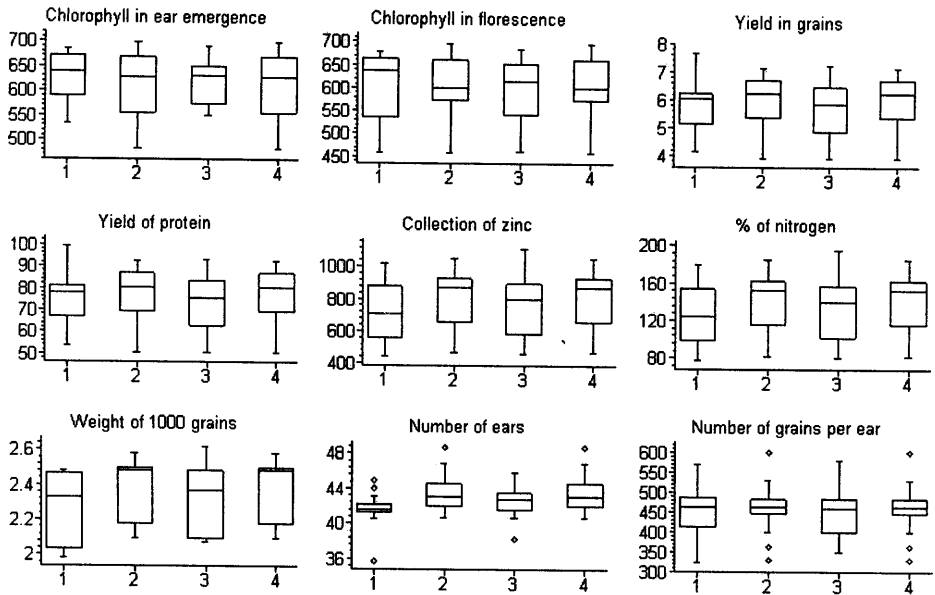 Chlorophyll in ear emergence
700
650
600
550
500
1 2 3 4
Chlorophyll in florescence
700
650
600
550
500
450
1 2 3 4
Yield in grains
8
7
6
5
4
1 2 3 4
Yield of protein
100
90
80
70
60
50
1 2 3 4
Collection of zinc
1000
800
600
400
1 2 3 4
% of nitrogen
200
160
120
80
1 2 3 4
Weight of 1000 grains
2.6
2.4
2.2
2
1 2 3 4
Number of ears
48
44
40
36
1 2 3 4
Number of grains per ear
600
550
500
450
400
350
300
1 2 3 4